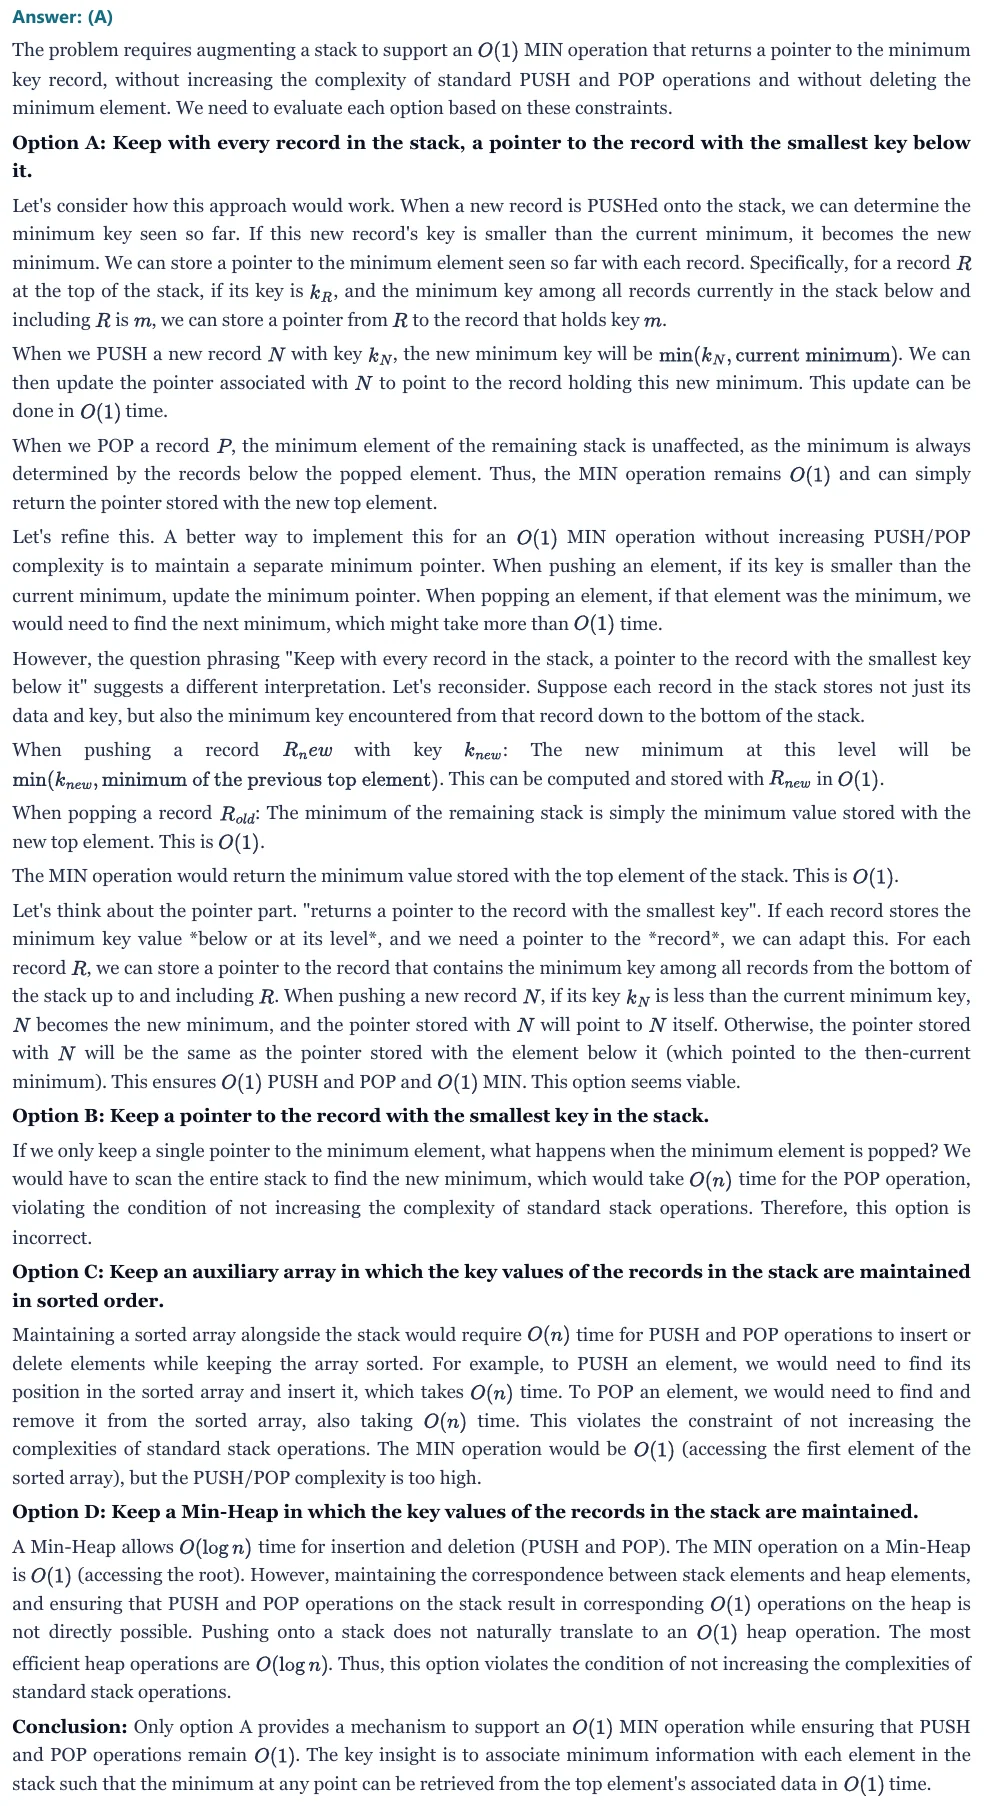 Answer: (A)
The problem requires augmenting a stack to support an O(1) MIN operation that returns a pointer to the minimum
key record, without increasing the complexity of standard PUSH and POP operations and without deleting the
minimum element. We need to evaluate each option based on these constraints.
Option A: Keep with every record in the stack, a pointer to the record with the smallest key below
it.
Let's consider how this approach would work. When a new record is PUSHed onto the stack, we can determine the
minimum key seen so far. If this new record's key is smaller than the current minimum, it becomes the new
minimum. We can store a pointer to the minimum element seen so far with each record. Specifically, for a record R
at the top of the stack, if its key is k_R, and the minimum key among all records currently in the stack below and
including R is m, we can store a pointer from R to the record that holds key m.
When we PUSH a new record N with key k_N, the new minimum key will be min(k_N, current minimum). We can
then update the pointer associated with N to point to the record holding this new minimum. This update can be
done in O(1) time.
When we POP a record P, the minimum element of the remaining stack is unaffected, as the minimum is always
determined by the records below the popped element. Thus, the MIN operation remains O(1) and can simply
return the pointer stored with the new top element.
Let's refine this. A better way to implement this for an O(1) MIN operation without increasing PUSH/POP
complexity is to maintain a separate minimum pointer. When pushing an element, if its key is smaller than the
current minimum, update the minimum pointer. When popping an element, if that element was the minimum, we
would need to find the next minimum, which might take more than O(1) time.
However, the question phrasing "Keep with every record in the stack, a pointer to the record with the smallest key
below it" suggests a different interpretation. Let's reconsider. Suppose each record in the stack stores not just its
data and key, but also the minimum key encountered from that record down to the bottom of the stack.
When pushing a record R_new with key k_{new}: The new minimum at this level will be
min(k_{new}, minimum of the previous top element). This can be computed and stored with R_{new} in O(1).
When popping a record R_{old}: The minimum of the remaining stack is simply the minimum value stored with the
new top element. This is O(1).
The MIN operation would return the minimum value stored with the top element of the stack. This is O(1).
Let's think about the pointer part. "returns a pointer to the record with the smallest key". If each record stores the
minimum key value *below or at its level*, and we need a pointer to the *record*, we can adapt this. For each
record R, we can store a pointer to the record that contains the minimum key among all records from the bottom of
the stack up to and including R. When pushing a new record N, if its key k_N is less than the current minimum key,
N becomes the new minimum, and the pointer stored with N will point to N itself. Otherwise, the pointer stored
with N will be the same as the pointer stored with the element below it (which pointed to the then-current
minimum). This ensures O(1) PUSH and POP and O(1) MIN. This option seems viable.
Option B: Keep a pointer to the record with the smallest key in the stack.
If we only keep a single pointer to the minimum element, what happens when the minimum element is popped? We
would have to scan the entire stack to find the new minimum, which would take O(n) time for the POP operation,
violating the condition of not increasing the complexity of standard stack operations. Therefore, this option is
incorrect.
Option C: Keep an auxiliary array in which the key values of the records in the stack are maintained
in sorted order.
Maintaining a sorted array alongside the stack would require O(n) time for PUSH and POP operations to insert or
delete elements while keeping the array sorted. For example, to PUSH an element, we would need to find its
position in the sorted array and insert it, which takes O(n) time. To POP an element, we would need to find and
remove it from the sorted array, also taking O(n) time. This violates the constraint of not increasing the
complexities of standard stack operations. The MIN operation would be O(1) (accessing the first element of the
sorted array), but the PUSH/POP complexity is too high.
Option D: Keep a Min-Heap in which the key values of the records in the stack are maintained.
A Min-Heap allows O(log n) time for insertion and deletion (PUSH and POP). The MIN operation on a Min-Heap
is O(1) (accessing the root). However, maintaining the correspondence between stack elements and heap elements,
and ensuring that PUSH and POP operations on the stack result in corresponding O(1) operations on the heap is
not directly possible. Pushing onto a stack does not naturally translate to an O(1) heap operation. The most
efficient heap operations are O(log n). Thus, this option violates the condition of not increasing the complexities of
standard stack operations.
Conclusion: Only option A provides a mechanism to support an O(1) MIN operation while ensuring that PUSH
and POP operations remain O(1). The key insight is to associate minimum information with each element in the
stack such that the minimum at any point can be retrieved from the top element's associated data in O(1) time.